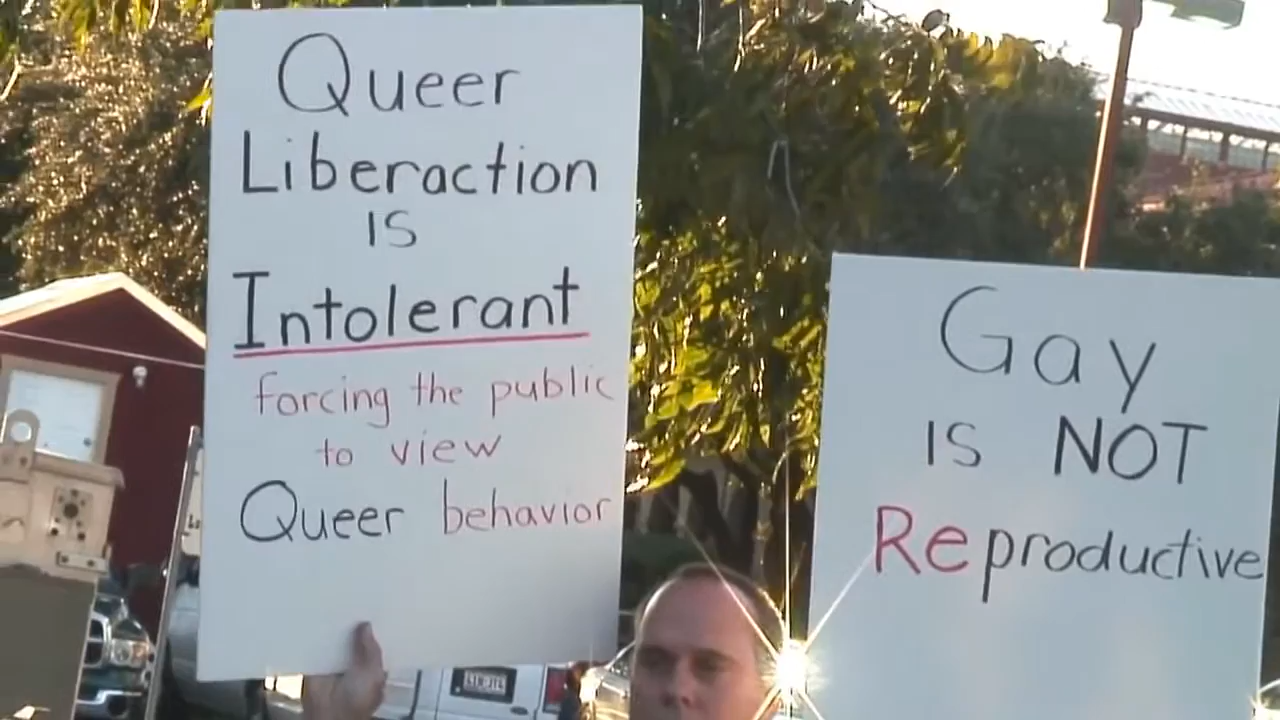 Queer
Liberaction
IS
Intolerant
forcing the public
to view
Queer behavior
Gay
IS NOT
Reproductive